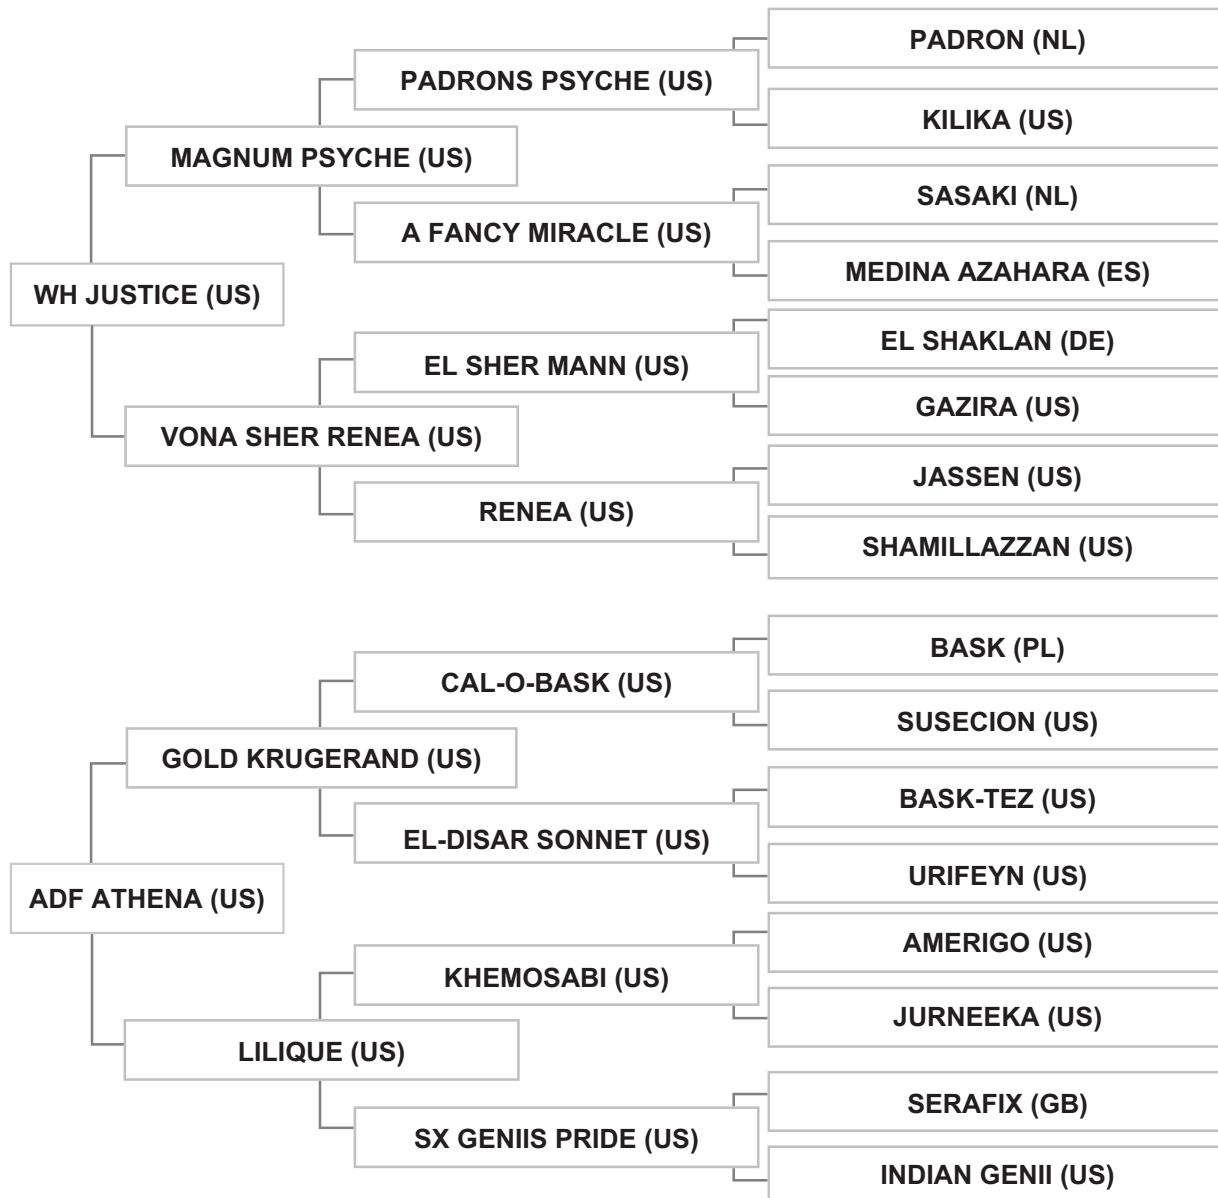 PADRON (NL)
PADRONS PSYCHE (US)
KILIKA (US)
MAGNUM PSYCHE (US)
SASAKI (NL)
A FANCY MIRACLE (US)
MEDINA AZAHARA (ES)
WH JUSTICE (US)
EL SHAKLAN (DE)
EL SHER MANN (US)
GAZIRA (US)
VONA SHER RENEA (US)
JASSEN (US)
RENEA (US)
SHAMILLAZZAN (US)
BASK (PL)
CAL-O-BASK (US)
SUSECION (US)
GOLD KRUGERAND (US)
BASK-TEZ (US)
EL-DISAR SONNET (US)
URIFEYN (US)
ADF ATHENA (US)
AMERIGO (US)
KHEMOSABI (US)
JURNEEKA (US)
LILIQUE (US)
SERAFIX (GB)
SX GENIIS PRIDE (US)
INDIAN GENII (US)